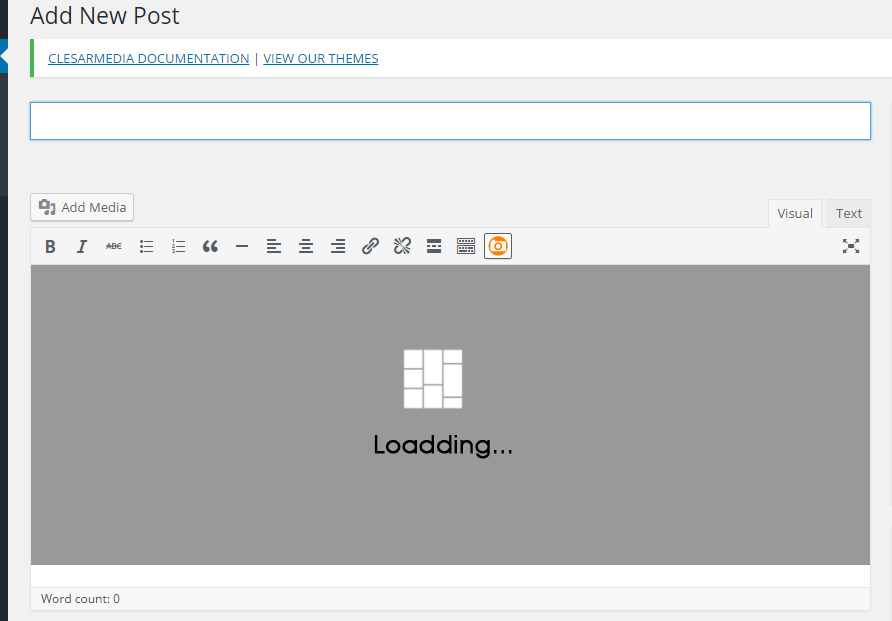 Add New Post
CLESARMEDIA DOCUMENTATION | VIEW OUR THEMES
Add Media
Visual Text
B I ABC
Loadding...
Word count: 0